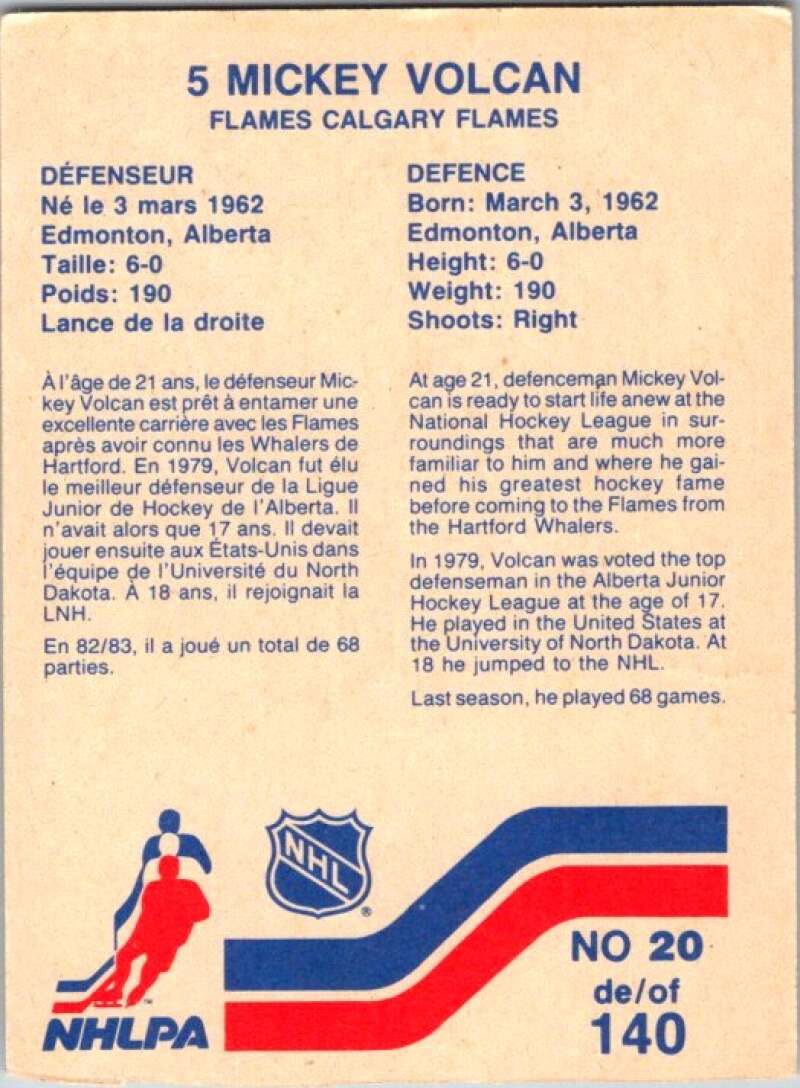 5 MICKEY VOLCAN
FLAMES CALGARY FLAMES
DÉFENSEUR
Né le 3 mars 1962
Edmonton, Alberta
Taille: 6-0
Poids: 190
Lance de la droite
À l'âge de 21 ans, le défenseur Mic-
key Volcan est prêt à entamer une
excellente carrière avec les Flames
après avoir connu les Whalers de
Hartford. En 1979, Volcan fut élu
le meilleur défenseur de la Ligue
Junior de Hockey de l'Alberta. Il
n'avait alors que 17 ans. Il devait
jouer ensuite aux États-Unis dans
l'équipe de l'Université du North
Dakota. À 18 ans, il rejoignait la
LNH.
En 82/83, il a joué un total de 68
parties.
DEFENCE
Born: March 3, 1962
Edmonton, Alberta
Height: 6-0
Weight: 190
Shoots: Right
At age 21, defenceman Mickey Vol-
can is ready to start life anew at the
National Hockey League in sur-
roundings that are much more
familiar to him and where he gai-
ned his greatest hockey fame
before coming to the Flames from
the Hartford Whalers.
In 1979, Volcan was voted the top
defenseman in the Alberta Junior
Hockey League at the age of 17.
He played in the United States at
the University of North Dakota. At
18 he jumped to the NHL.
Last season, he played 68 games.
NHL ®
™
NHLPA
NO 20
de/of
140